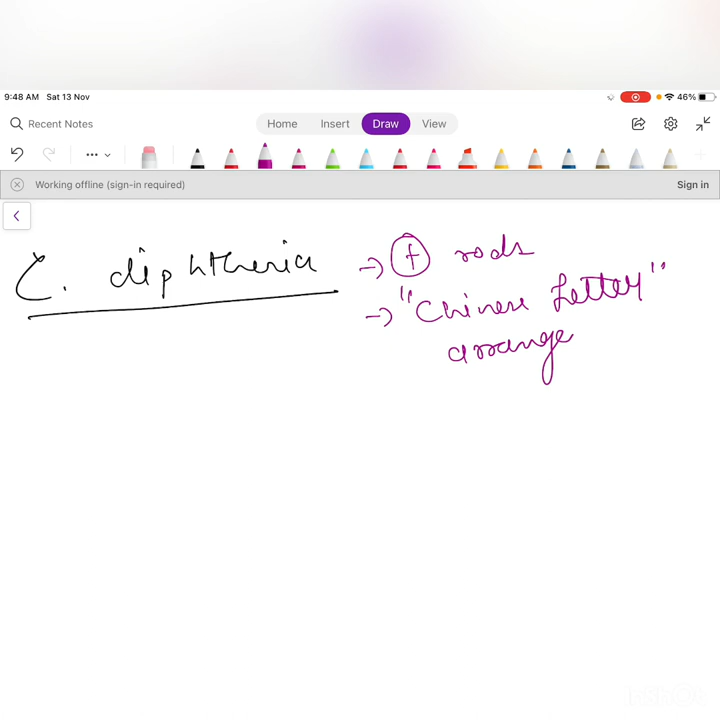 9:48 AM Sat 13 Nov 46%
Recent Notes Home Insert Draw View
Working offline (sign-in required) Sign in
C. diphtheria → + rods
→ "Chinese Letter"
arrange